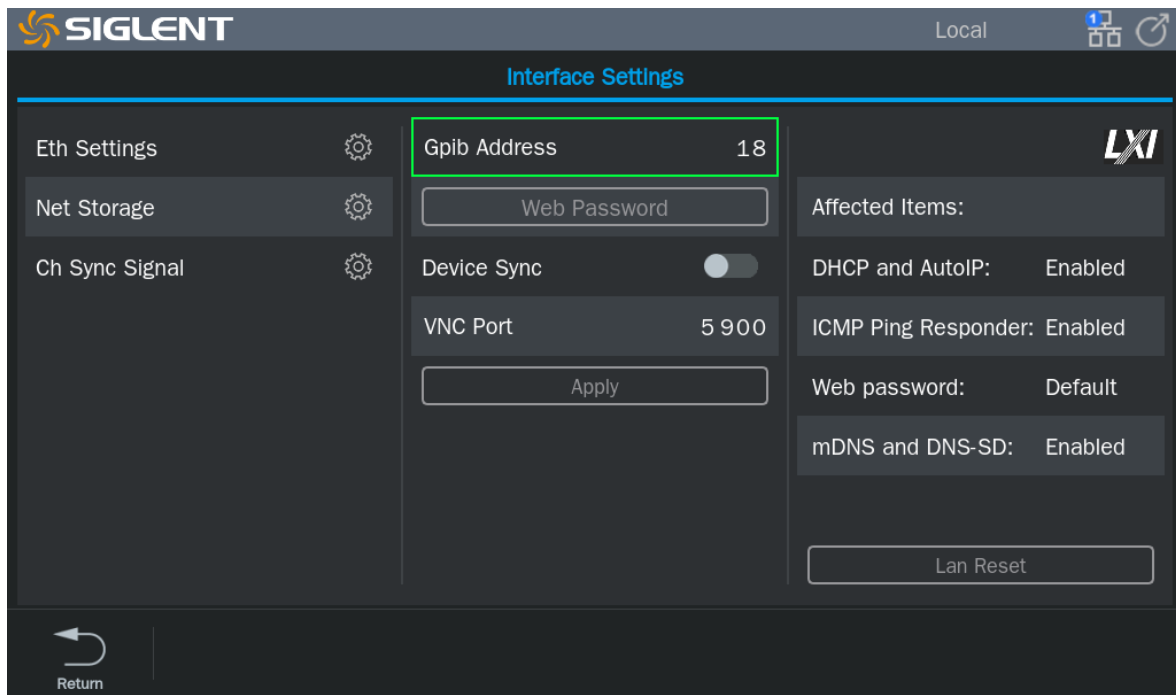 SIGLENT
Local
1
Interface Settings
Eth Settings
Net Storage
Ch Sync Signal
Gpib Address 18
Web Password
Device Sync
VNC Port 5900
Apply
LXI
Affected Items:
DHCP and AutoIP: Enabled
ICMP Ping Responder: Enabled
Web password: Default
mDNS and DNS-SD: Enabled
Lan Reset
Return